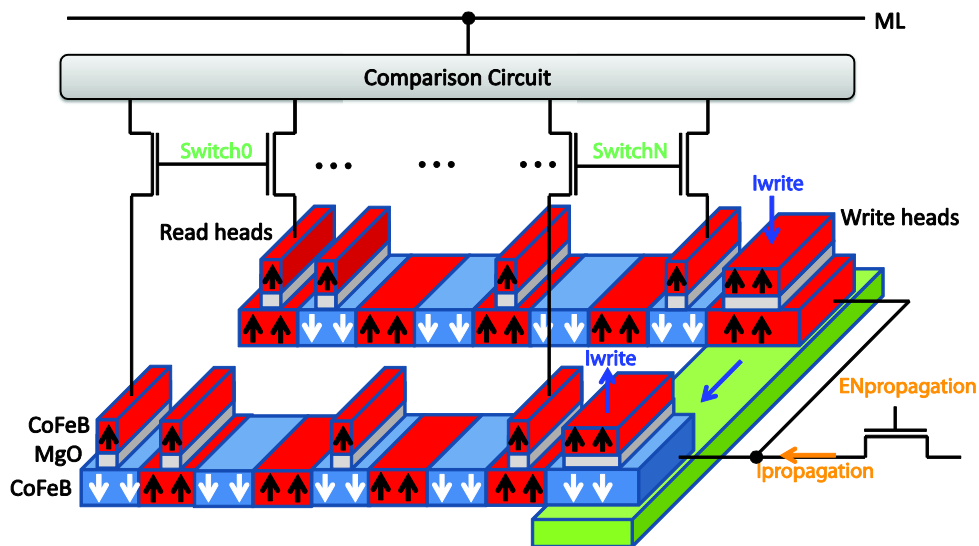 ML
Comparison Circuit
Switch0
SwitchN
Iwrite
Read heads
Write heads
Iwrite
ENpropagation
CoFeB
MgO
Ipropagation
CoFeB